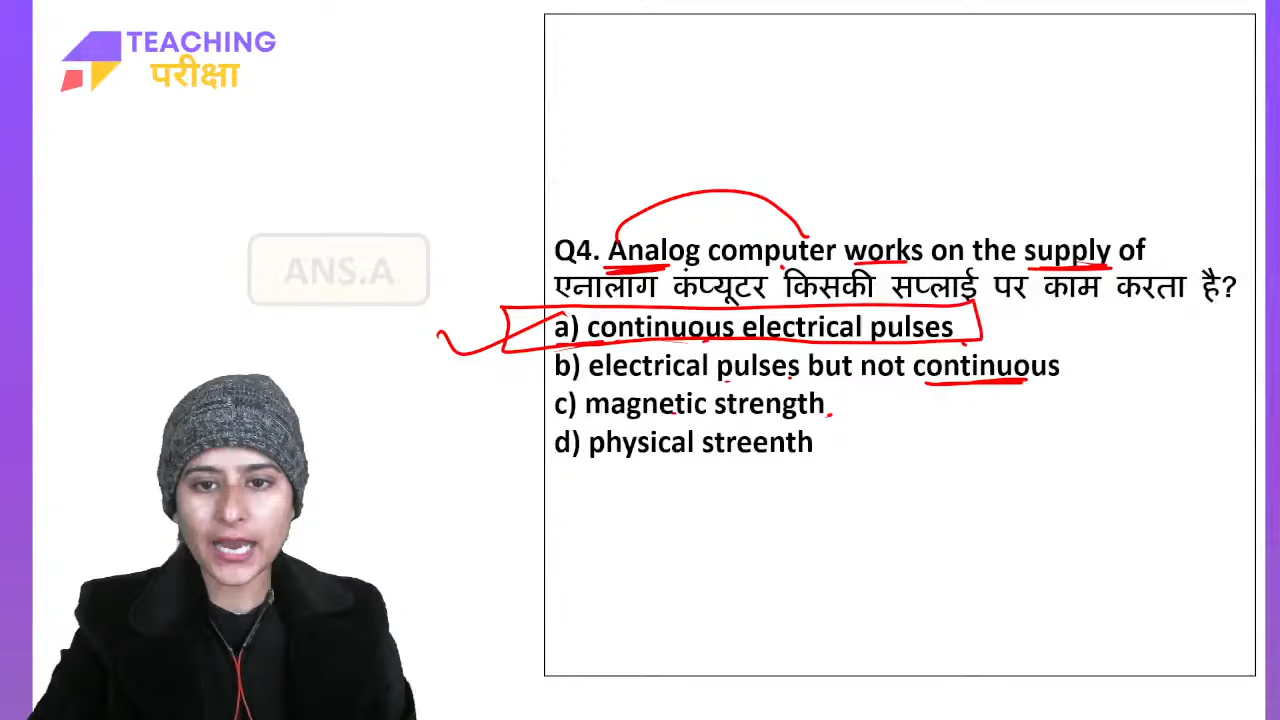 TEACHING
परीक्षा
ANS.A
Q4. Analog computer works on the supply of
एनालॉग कंप्यूटर किसकी सप्लाई पर काम करता है?
a) continuous electrical pulses
b) electrical pulses but not continuous
c) magnetic strength
d) physical streenth